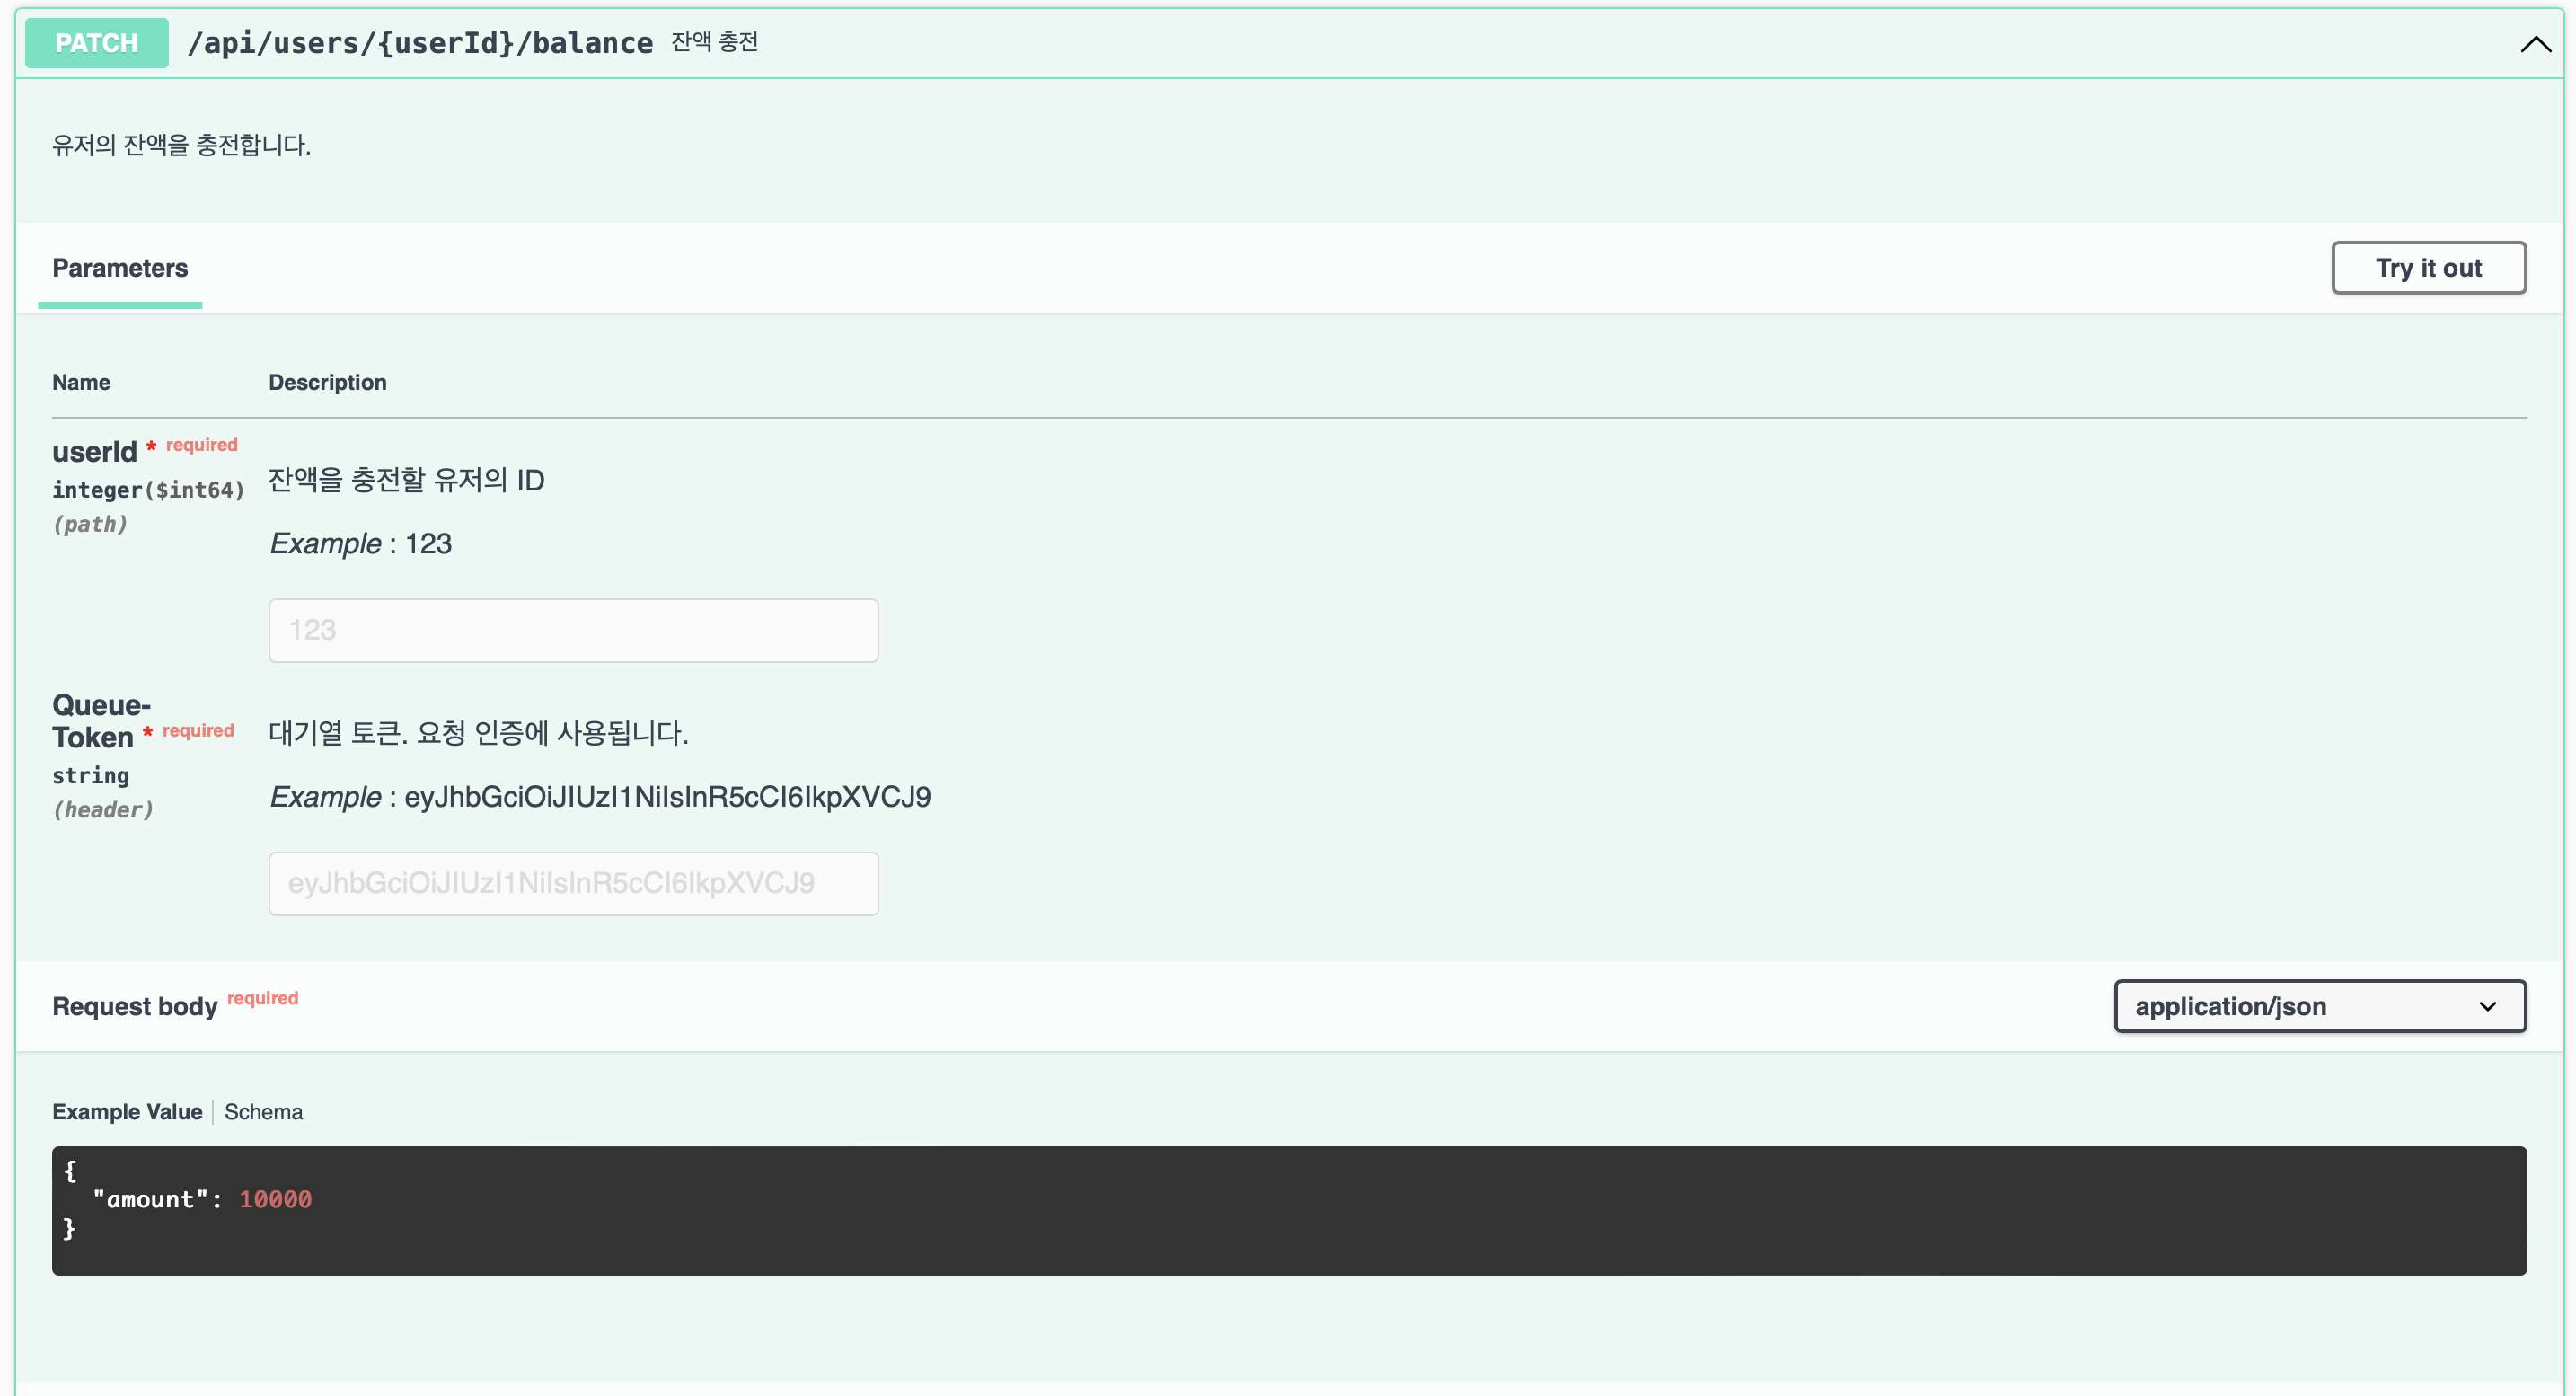 PATCH /api/users/{userId}/balance 잔액 충전
유저의 잔액을 충전합니다.
Parameters
Try it out
Name Description
userId * required
integer($int64)
(path)
잔액을 충전할 유저의 ID
Example : 123
123
Queue-
Token * required
string
(header)
대기열 토큰. 요청 인증에 사용됩니다.
Example : eyJhbGciOiJIUzI1NiIsInR5cCI6IkpXVCJ9
eyJhbGciOiJIUzI1NiIsInR5cCI6IkpXVCJ9
Request body required
application/json
Example Value Schema
{
"amount": 10000
}